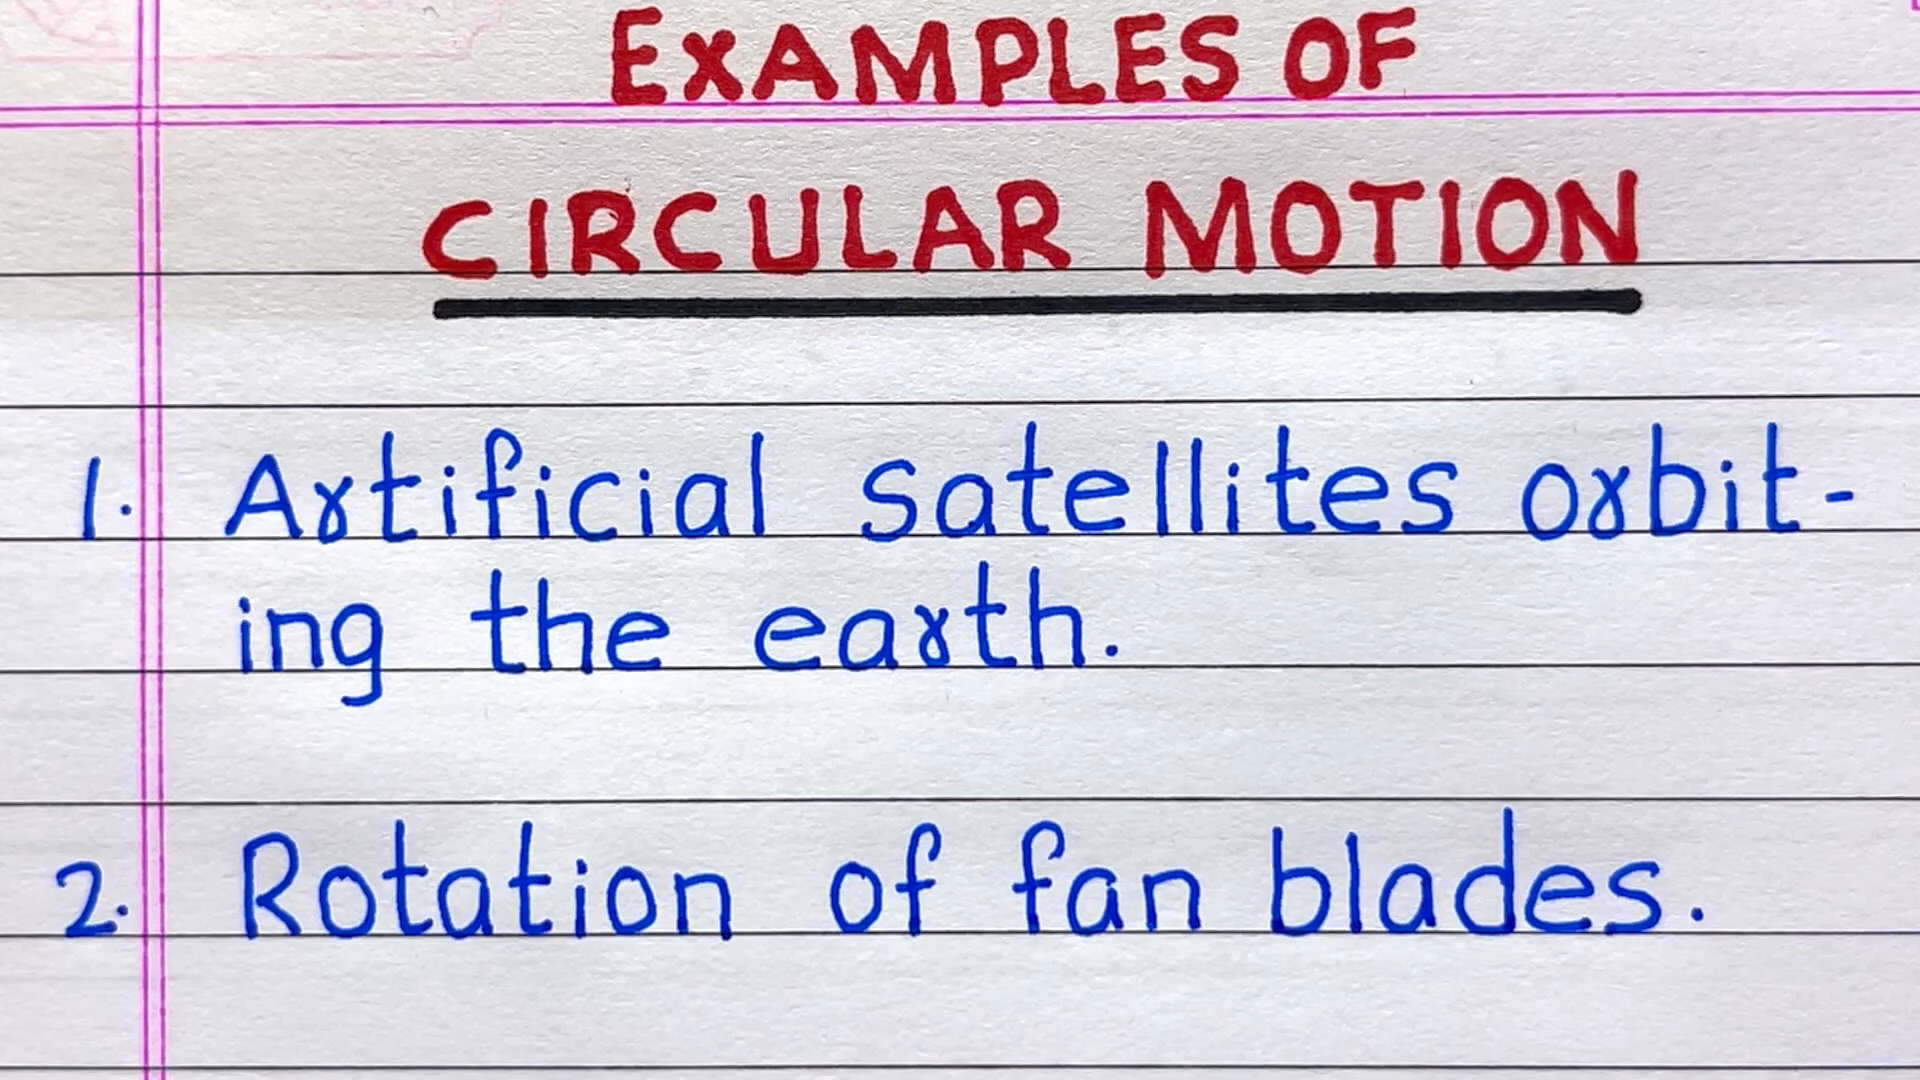 EXAMPLES OF
CIRCULAR MOTION
1. Artificial satellites orbit-
ing the earth.
2. Rotation of fan blades.